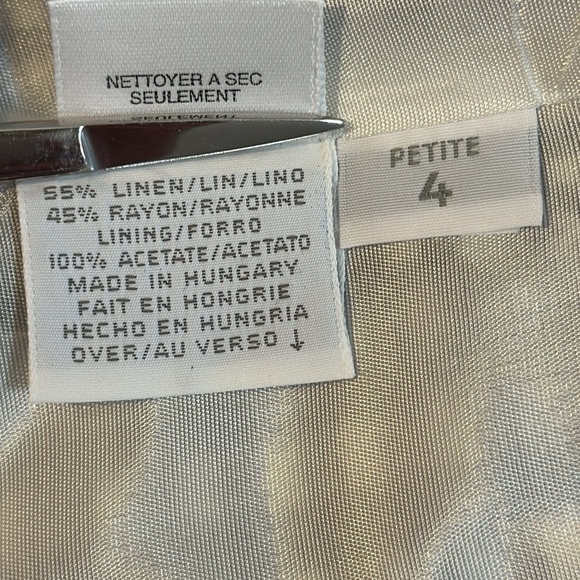 NETTOYER A SEC
SEULEMENT
55% LINEN/LIN/LINO
45% RAYON/RAYONNE
LINING/FORRO
100% ACETATE/ACETATO
MADE IN HUNGARY
FAIT EN HONGRIE
HECHO EN HUNGRIA
OVER/AU VERSO ↓
PETITE
4